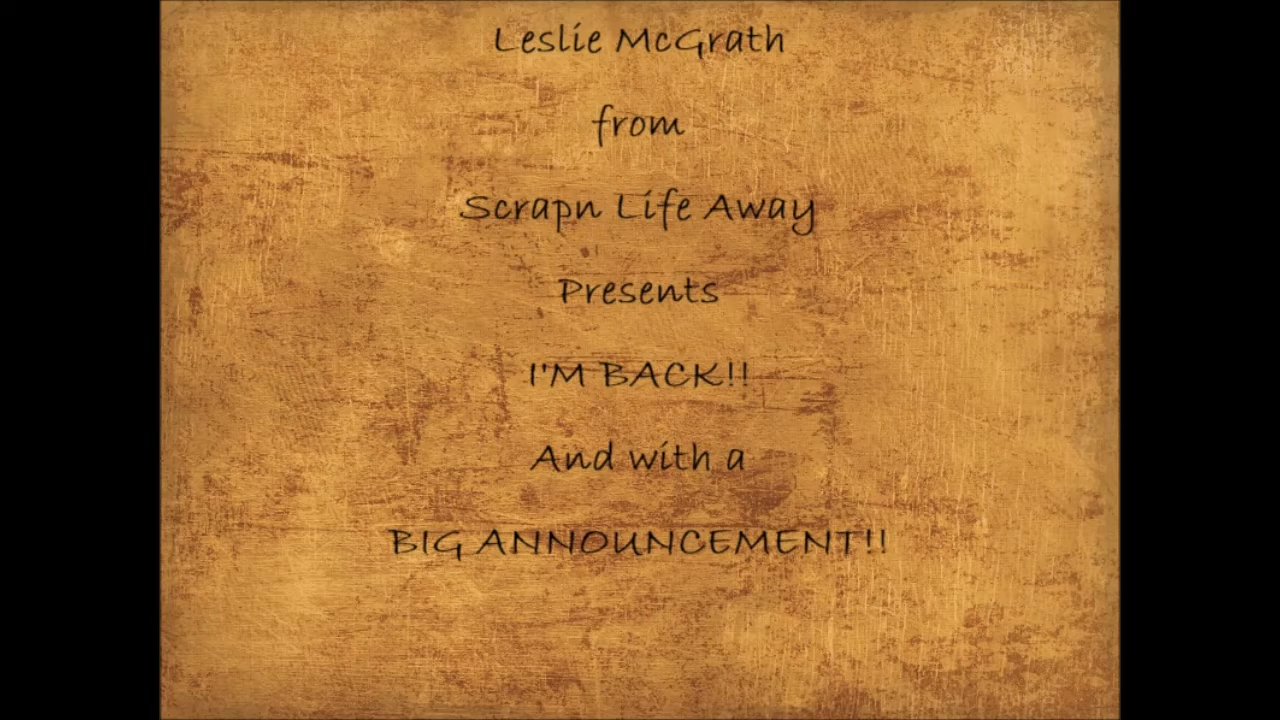 Leslie McGrath
from
Scrapn Life Away
Presents
I'M BACK!!
And with a
BIG ANNOUNCEMENT!!